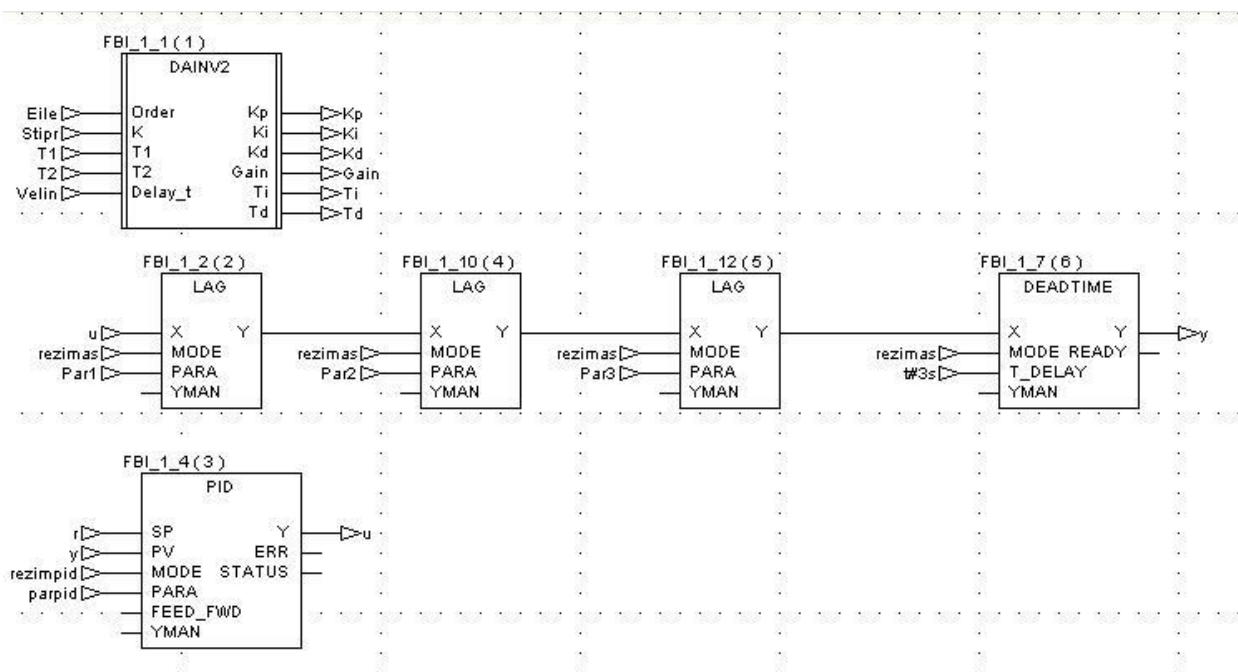 FBI_1_1(1)
DAINV2
Eile Order Kp Kp
Stipr K Ki Ki
T1 T1 Kd Kd
T2 T2 Gain Gain
Velin Delay_t Ti Ti
Td Td
FBI_1_2(2) FBI_1_10(4) FBI_1_12(5) FBI_1_7(6)
LAG LAG LAG DEADTIME
u X Y X Y X Y X Y y
rezimas MODE rezimas MODE rezimas MODE rezimas MODE READY
Par1 PARA Par2 PARA Par3 PARA t#3s T_DELAY
YMAN YMAN YMAN YMAN
FBI_1_4(3)
PID
r SP Y u
y PV ERR
rezimpid MODE STATUS
parpid PARA
FEED_FWD
YMAN